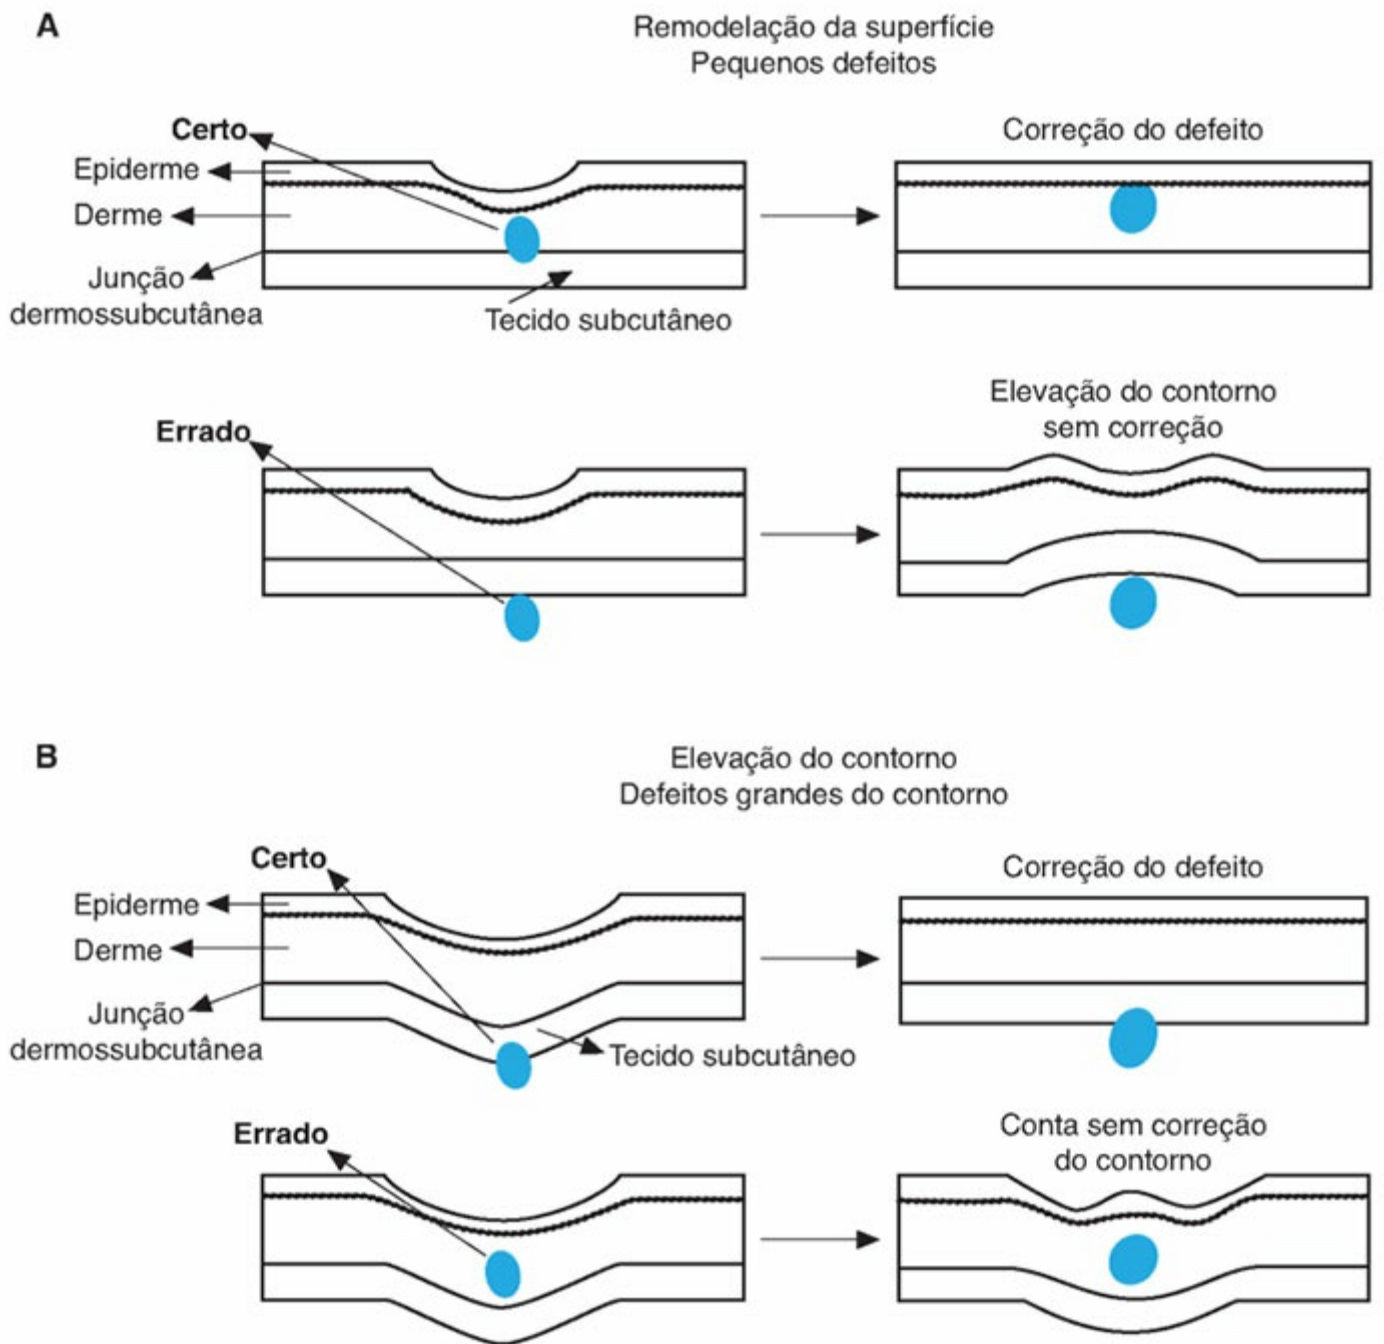 A
Remodelação da superfície
Pequenos defeitos
Certo
Epiderme
Derme
Junção
dermossubcutânea
Tecido subcutâneo
Correção do defeito
Errado
Elevação do contorno
sem correção
B
Elevação do contorno
Defeitos grandes do contorno
Certo
Epiderme
Derme
Junção
dermossubcutânea
Tecido subcutâneo
Correção do defeito
Errado
Conta sem correção
do contorno